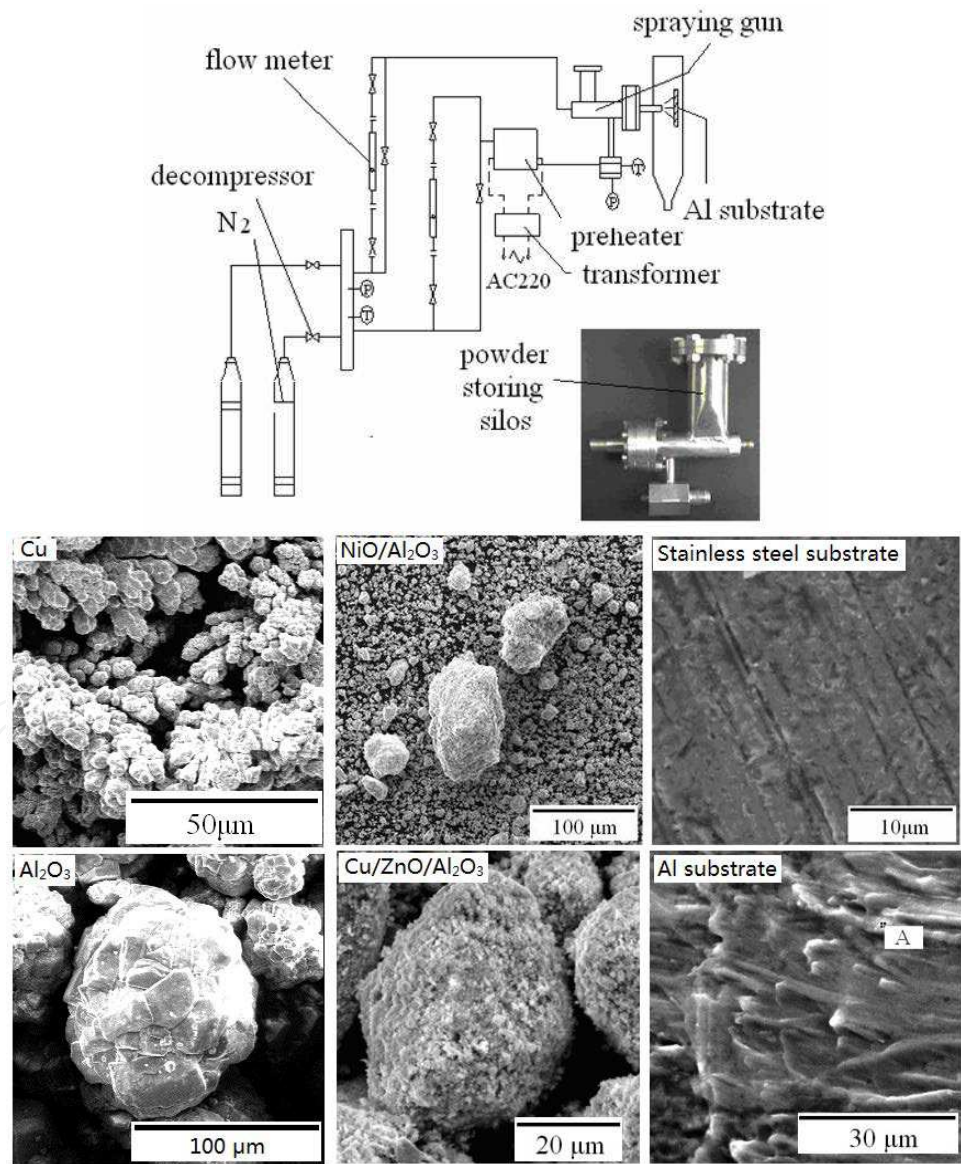 spraying gun
flow meter
decompressor
N2
T
P
Al substrate
preheater
transformer
AC220
P
T
powder
storing
silos
Cu
50μm
NiO/Al2O3
100 μm
Stainless steel substrate
10μm
Al2O3
100 μm
Cu/ZnO/Al2O3
20 μm
Al substrate
A
30 μm